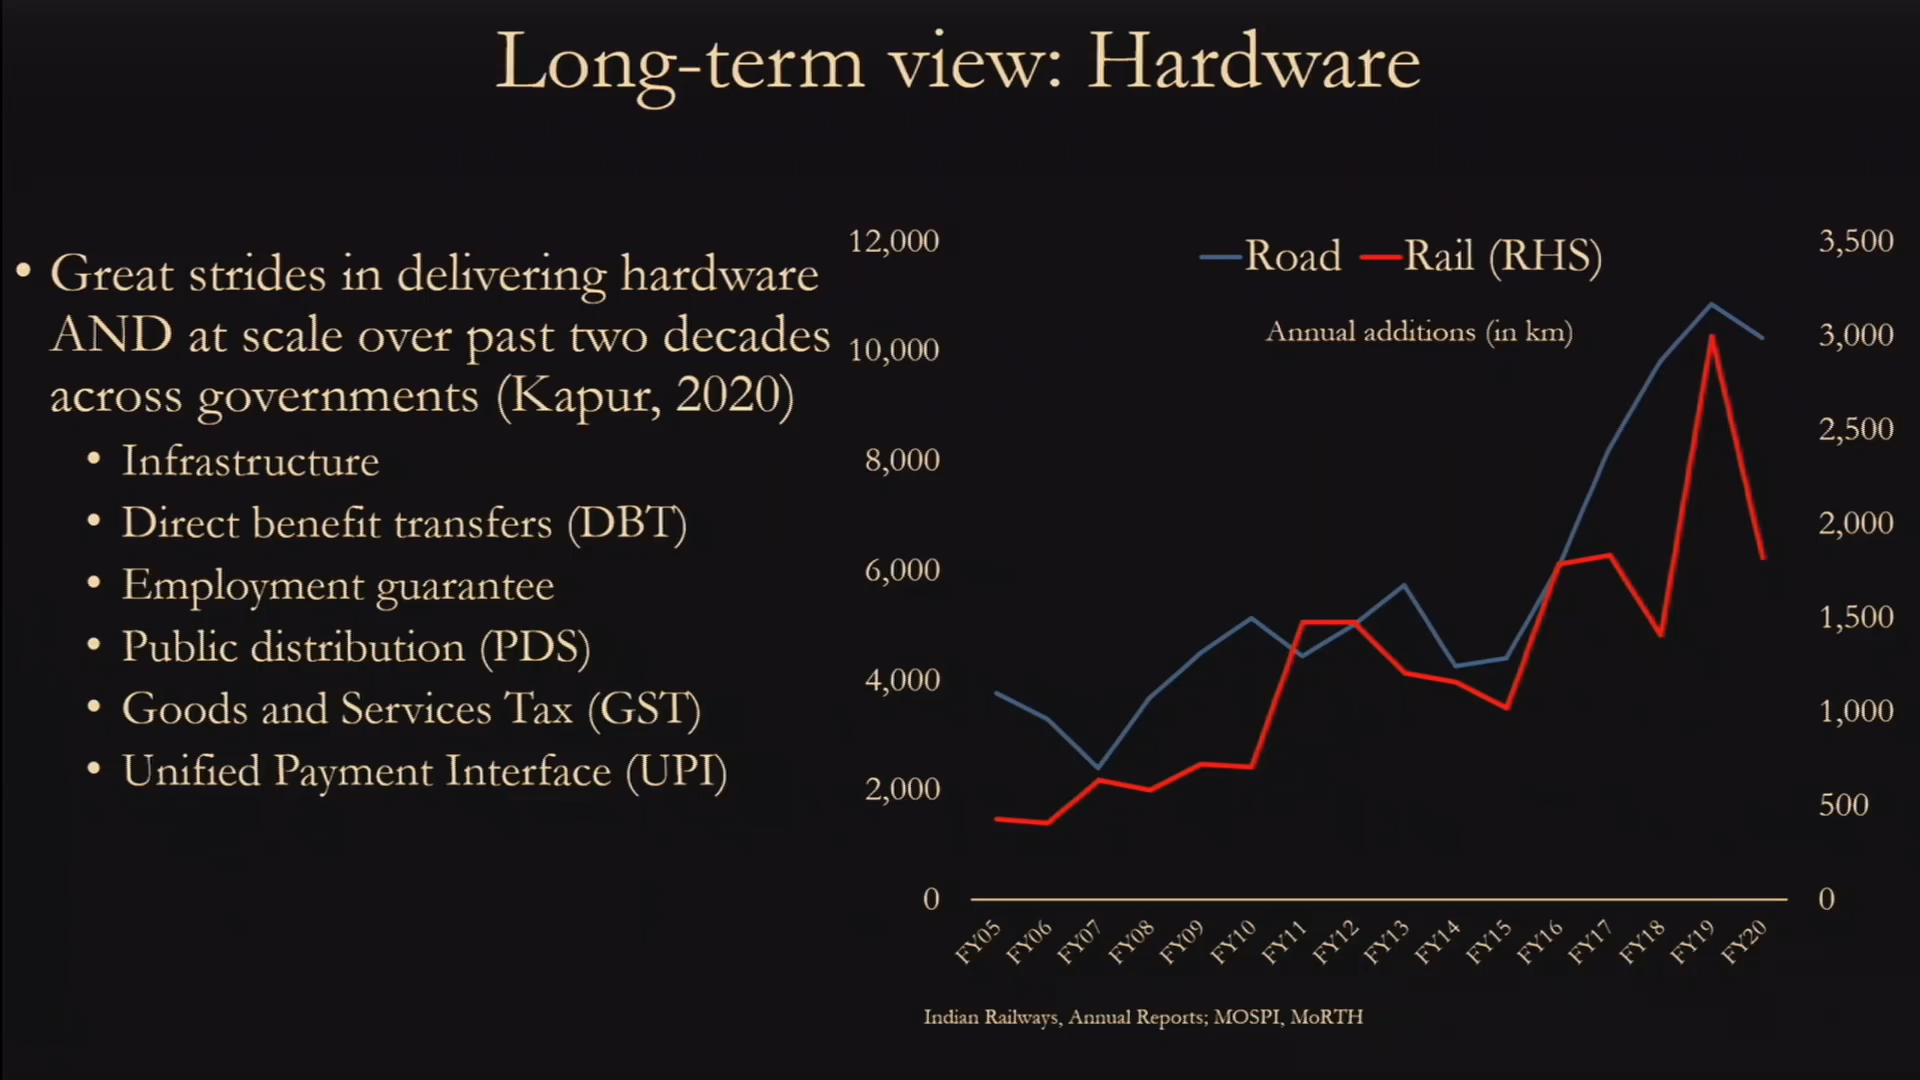 Long-term view: Hardware
• Great strides in delivering hardware
AND at scale over past two decades
across governments (Kapur, 2020)
• Infrastructure
• Direct benefit transfers (DBT)
• Employment guarantee
• Public distribution (PDS)
• Goods and Services Tax (GST)
• Unified Payment Interface (UPI)
Road Rail (RHS)
Annual additions (in km)
12,000
10,000
8,000
6,000
4,000
2,000
0
3,500
3,000
2,500
2,000
1,500
1,000
500
0
FY05
FY06
FY07
FY08
FY09
FY10
FY11
FY12
FY13
FY14
FY15
FY16
FY17
FY18
FY19
FY20
Indian Railways, Annual Reports; MOSPI, MoRTH